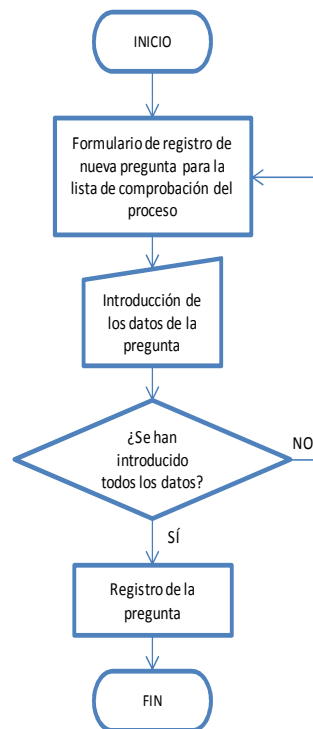 INICIO
Formulario de registro de
nueva pregunta para la
lista de comprobación del
proceso
Introducción de
los datos de la
pregunta
¿Se han
introducido
todos los datos?
NO
SÍ
Registro de la
pregunta
FIN